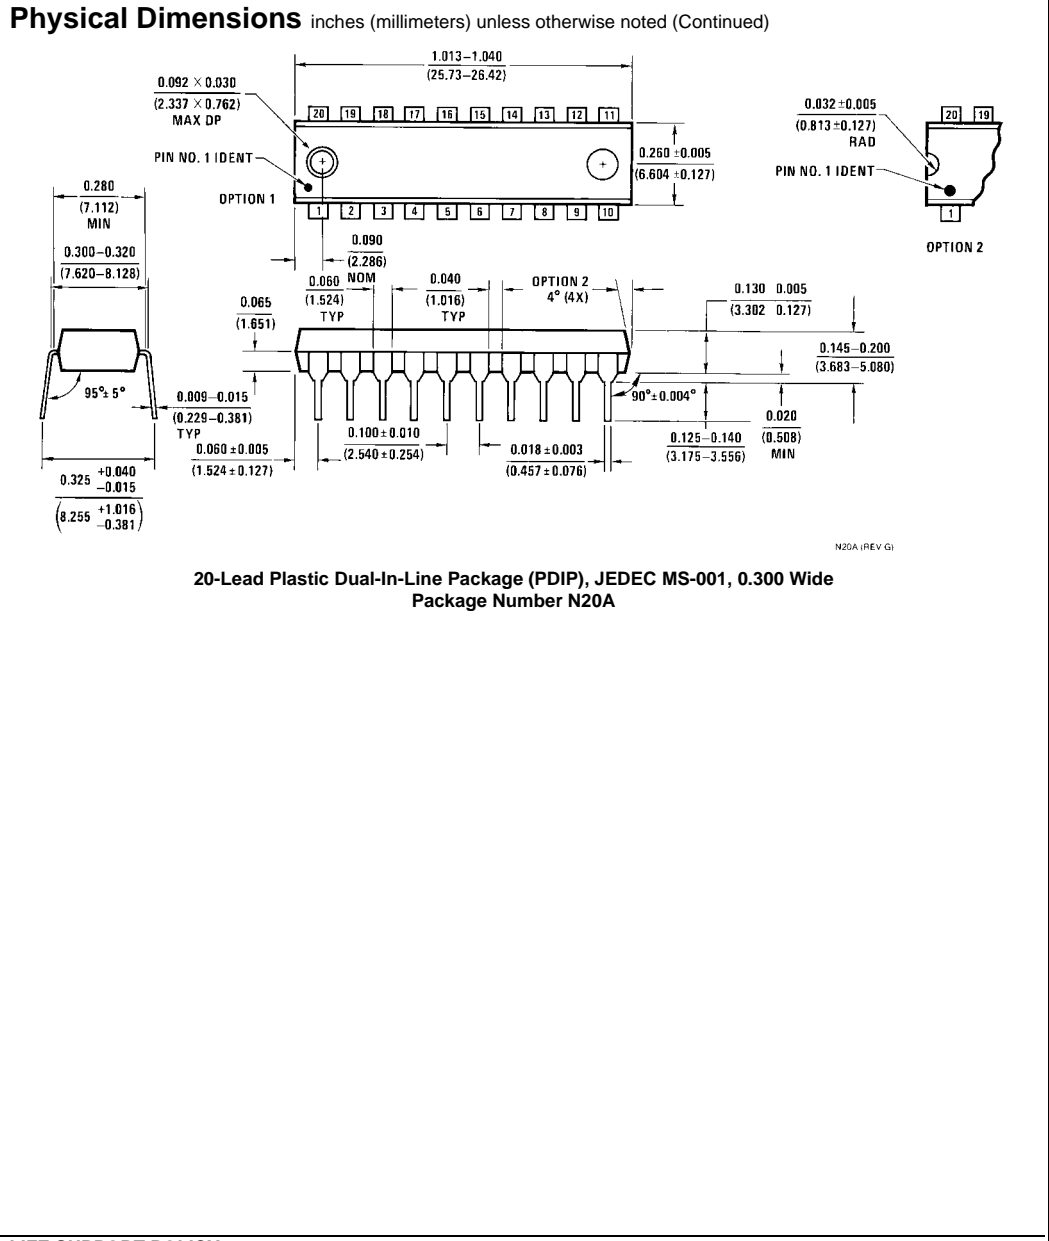 Physical Dimensions inches (millimeters) unless otherwise noted (Continued)
1.013–1.040
(25.73–26.42)
0.092 × 0.030
(2.337 × 0.762)
MAX DP
20 19 18 17 16 15 14 13 12 11
0.032 ±0.005
(0.813 ±0.127)
RAD
20 19
PIN NO. 1 IDENT
0.260 ±0.005
(6.604 ±0.127)
PIN NO. 1 IDENT
OPTION 1
1 2 3 4 5 6 7 8 9 10
1
OPTION 2
0.280
(7.112)
MIN
0.090
(2.286)
NOM
0.300–0.320
(7.620–8.128)
0.065
(1.651)
0.060
(1.524)
TYP
0.040
(1.016)
TYP
OPTION 2
4° (4X)
0.130 0.005
(3.302 0.127)
0.145–0.200
(3.683–5.080)
95°± 5°
0.009–0.015
(0.229–0.381)
TYP
90°±0.004°
0.020
(0.508)
MIN
0.100 ±0.010
(2.540 ±0.254)
0.125–0.140
(3.175–3.556)
0.060 ±0.005
(1.524 ±0.127)
0.018 ±0.003
(0.457 ±0.076)
0.325 +0.040
–0.015
(8.255 +1.016
–0.381)
N20A (REV G)
20-Lead Plastic Dual-In-Line Package (PDIP), JEDEC MS-001, 0.300 Wide
Package Number N20A